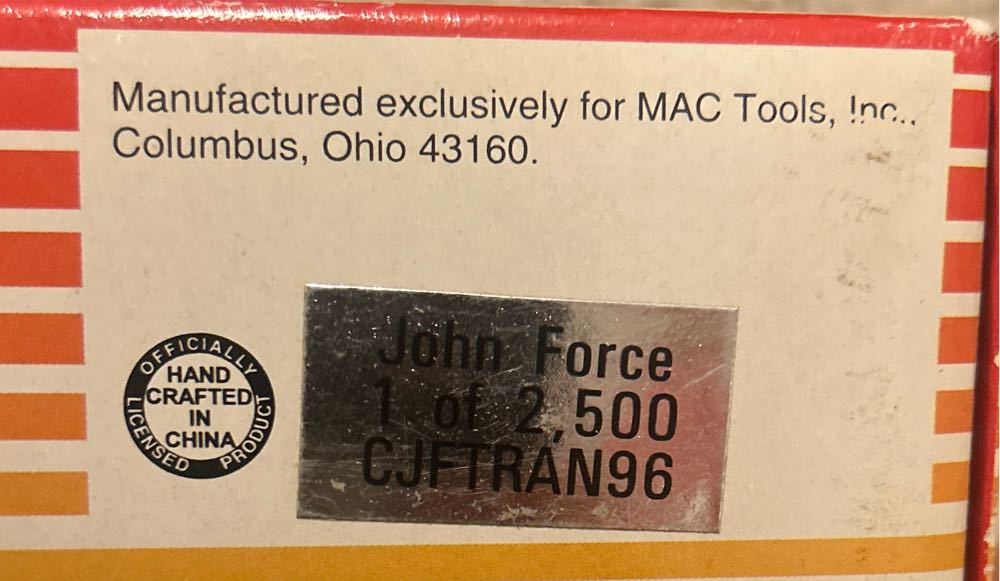 Manufactured exclusively for MAC Tools, Inc..
Columbus, Ohio 43160.
John Force
1 of 2,500
CJFTRAN96
OFFICIALLY LICENSED PRODUCT
HAND
CRAFTED
IN
CHINA